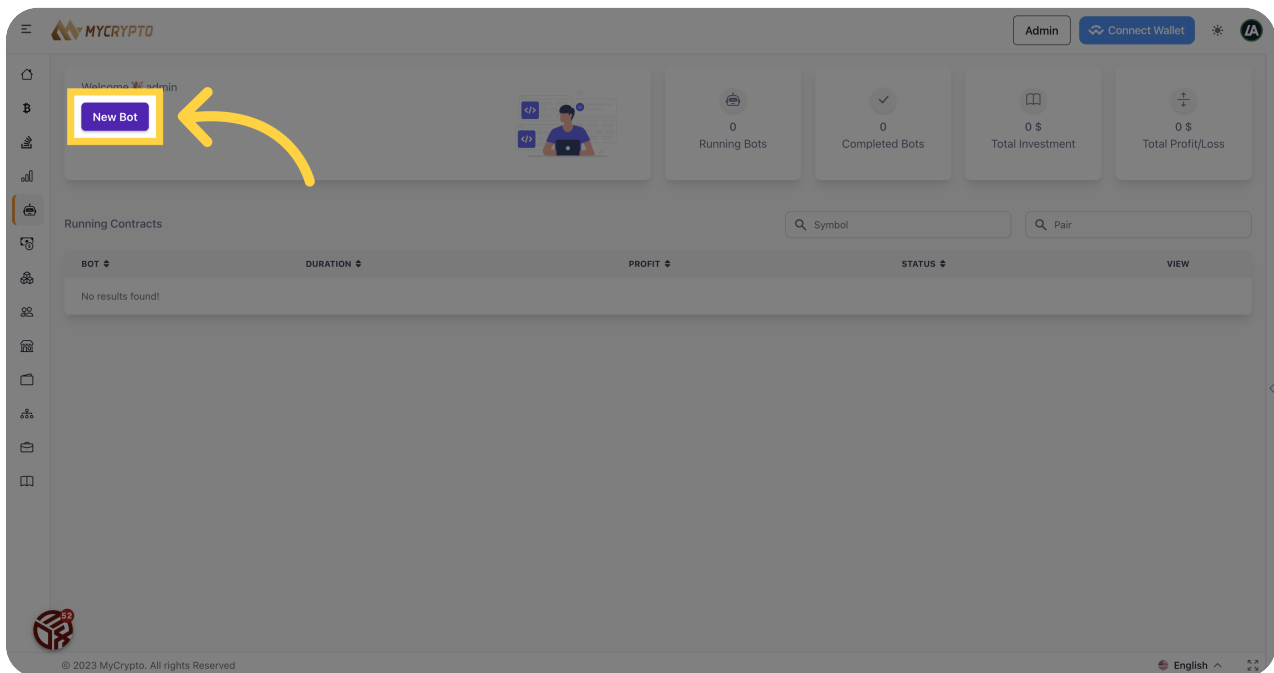 MYCRYPTO
Admin
Connect Wallet
Welcome 🎉 admin
New Bot
0
Running Bots
0
Completed Bots
0 $
Total Investment
0 $
Total Profit/Loss
Running Contracts
Symbol
Pair
BOT DURATION PROFIT STATUS VIEW
No results found!
52
© 2023 MyCrypto. All rights Reserved
English